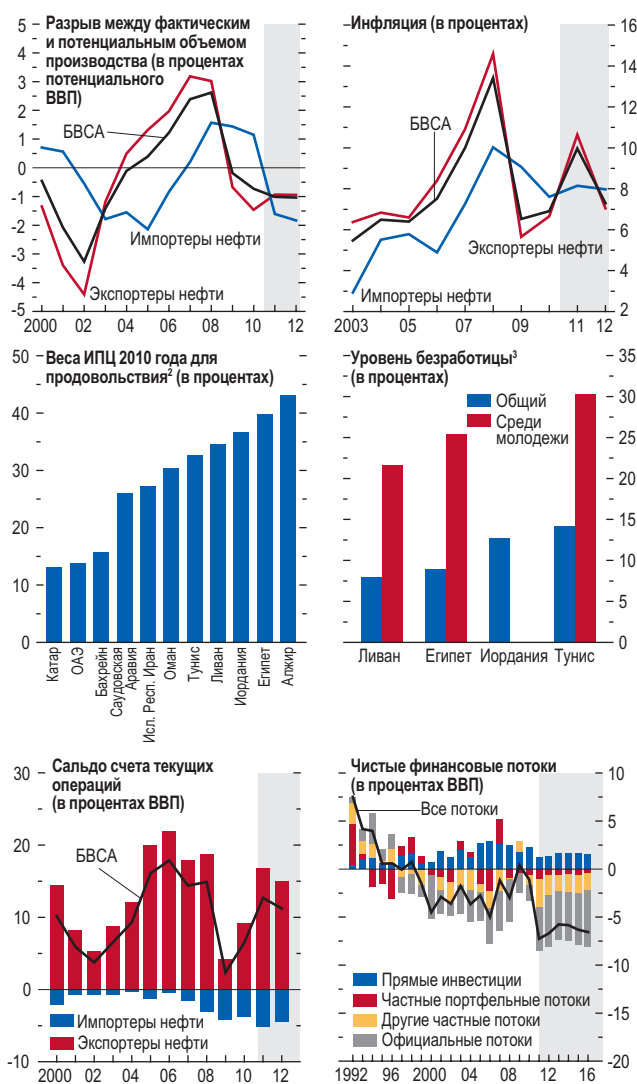 Разрыв между фактическим
и потенциальным объемом
производства (в процентах
потенциального
ВВП)
5
4
3
2
1
0
-1
-2
-3
-4
-5
БВСА
Импортеры нефти
Экспортеры нефти
2000 02 04 06 08 10 12
Инфляция (в процентах)
16
14
12
10
8
6
4
2
БВСА
Экспортеры нефти
Импортеры нефти
2003 05 07 09 11 12
Веса ИПЦ 2010 года для
продовольствия² (в процентах)
50
40
30
20
10
0
Катар
ОАЭ
Бахрейн
Саудовская
Аравия
Исл. Респ. Иран
Оман
Тунис
Ливан
Иордания
Египет
Алжир
Уровень безработицы³
(в процентах)
35
30
25
20
15
10
5
0
Общий
Среди
молодежи
Ливан Египет Иордания Тунис
Сальдо счета текущих
операций
(в процентах ВВП)
30
20
10
0
-10
БВСА
Импортеры нефти
Экспортеры нефти
2000 02 04 06 08 10 12
Чистые финансовые потоки
(в процентах ВВП)
10
5
0
-5
-10
Все потоки
Прямые инвестиции
Частные портфельные потоки
Другие частные потоки
Официальные потоки
1992 96 2000 04 08 12 16